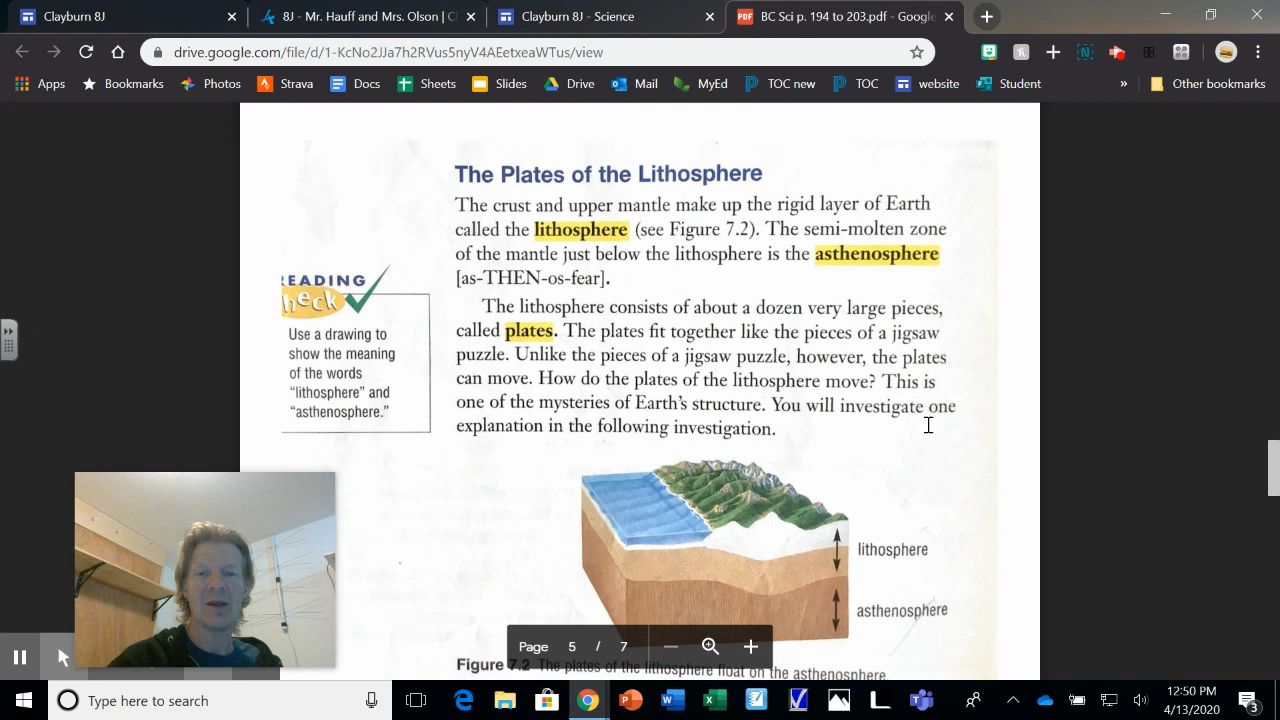 Clayburn 8J
8J - Mr. Hauff and Mrs. Olson | Cl
Clayburn 8J - Science
PDF BC Sci p. 194 to 203.pdf - Google
drive.google.com/file/d/1-KcNo2JJa7h2RVus5nyV4AEetxeaWTus/view
Apps Bookmarks Photos Strava Docs Sheets Slides Drive Mail MyEd TOC new TOC website Student » Other bookmarks
The Plates of the Lithosphere
The crust and upper mantle make up the rigid layer of Earth
called the lithosphere (see Figure 7.2). The semi-molten zone
of the mantle just below the lithosphere is the asthenosphere
[as-THEN-os-fear].
The lithosphere consists of about a dozen very large pieces,
called plates. The plates fit together like the pieces of a jigsaw
puzzle. Unlike the pieces of a jigsaw puzzle, however, the plates
can move. How do the plates of the lithosphere move? This is
one of the mysteries of Earth's structure. You will investigate one
explanation in the following investigation.
READING
heck
Use a drawing to
show the meaning
of the words
"lithosphere" and
"asthenosphere."
lithosphere
asthenosphere
Page 5 / 7
Figure 7.2 The plates of the lithosphere float on the asthenosphere.
Type here to search
12:50 PM
4/13/2020
3